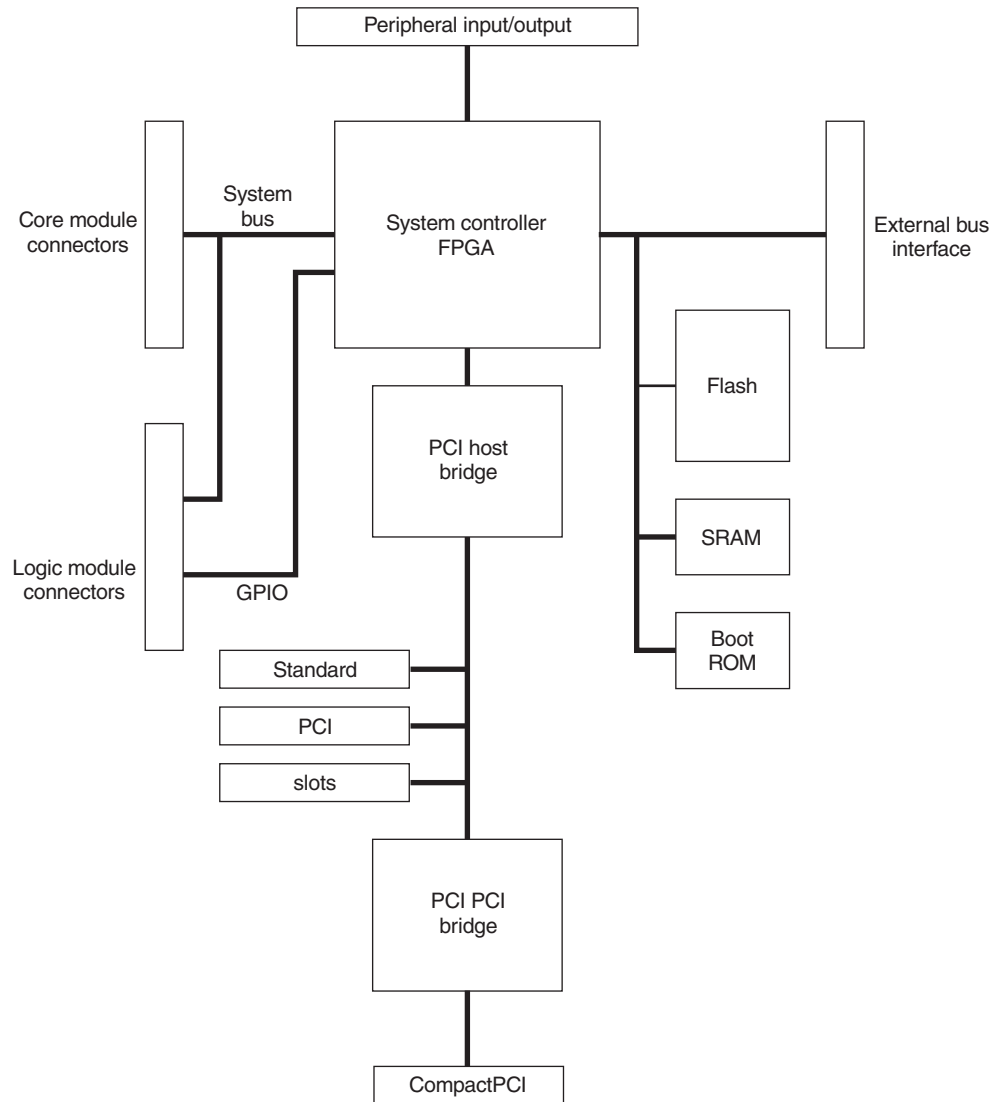 Peripheral input/output
System
bus
Core module
connectors
System controller
FPGA
External bus
interface
Flash
PCI host
bridge
SRAM
Logic module
connectors
GPIO
Boot
ROM
Standard
PCI
slots
PCI PCI
bridge
CompactPCI